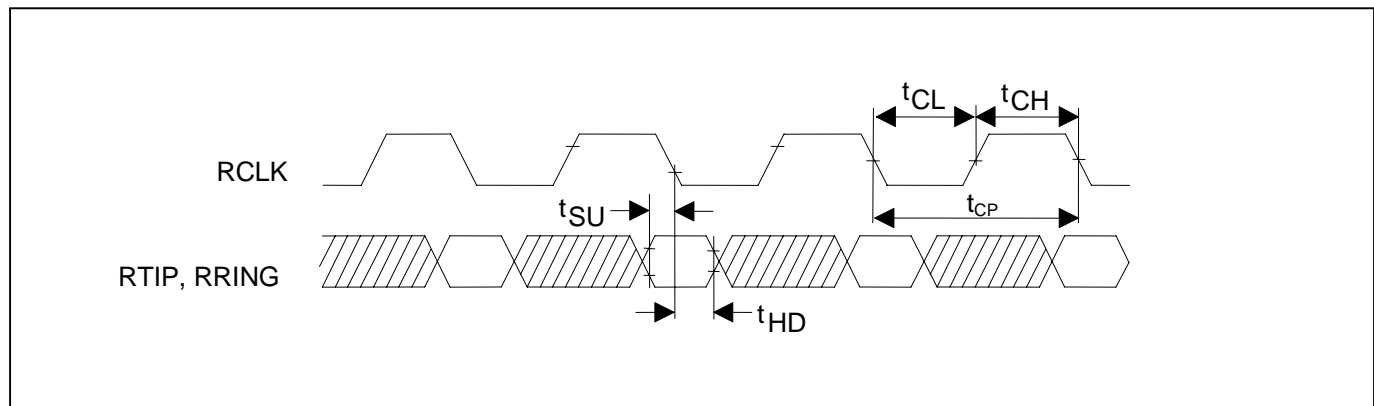 tCL
tCH
RCLK
tCP
tSU
RTIP, RRING
tHD